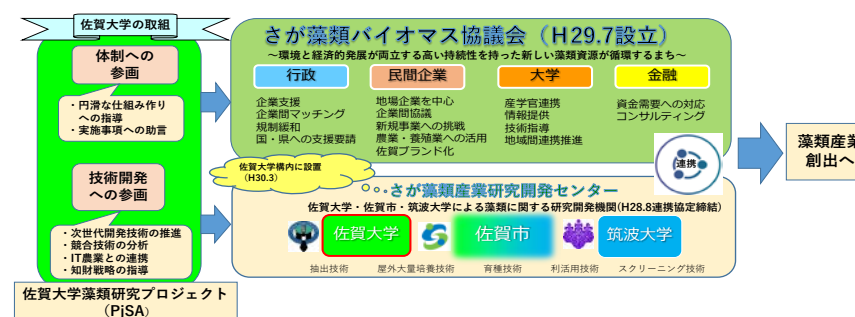 佐賀大学の取組
体制への
参画
・円滑な仕組み作り
への指導
・実施事項への助言
技術開発
への参画
・次世代開発技術の推進
・競合技術の分析
・IT農業との連携
・知財戦略の指導
佐賀大学藻類研究プロジェクト
（PiSA）
さが藻類バイオマス協議会（H29.7設立）
～環境と経済的発展が両立する高い持続性を持った新しい藻類資源が循環するまち～
行政
企業支援
企業間マッチング
規制緩和
国・県への支援要請
民間企業
地場企業を中心
企業間協議
新規事業への挑戦
農業・養殖業への活用
佐賀ブランド化
大学
産学官連携
情報提供
技術指導
地域間連携推進
金融
資金需要への対応
コンサルティング
連携
佐賀大学構内に設置
（H30.3）
さが藻類産業研究開発センター
佐賀大学・佐賀市・筑波大学による藻類に関する研究開発機関(H28.8連携協定締結)
佐賀大学
佐賀市
筑波大学
抽出技術 屋外大量培養技術 育種技術 利活用技術 スクリーニング技術
藻類産業
創出へ